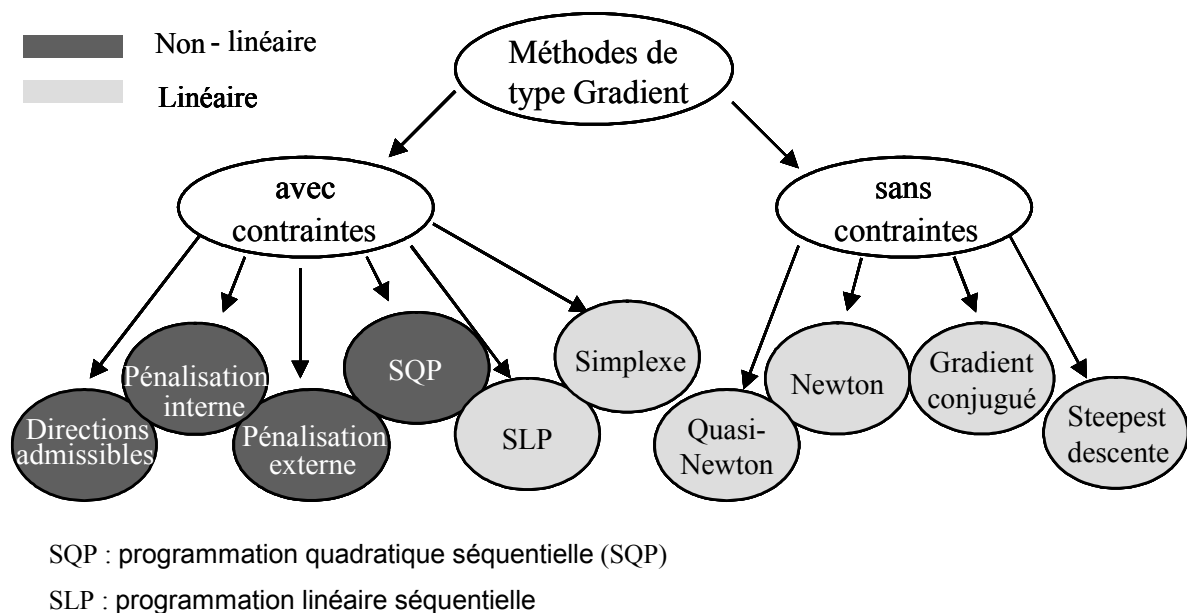 Non - linéaire
Linéaire
Méthodes de
type Gradient
avec
contraintes
sans
contraintes
Directions
admissibles
Pénalisation
interne
Pénalisation
externe
SQP
SLP
Simplexe
Quasi-
Newton
Newton
Gradient
conjugué
Steepest
descente
SQP : programmation quadratique séquentielle (SQP)
SLP : programmation linéaire séquentielle